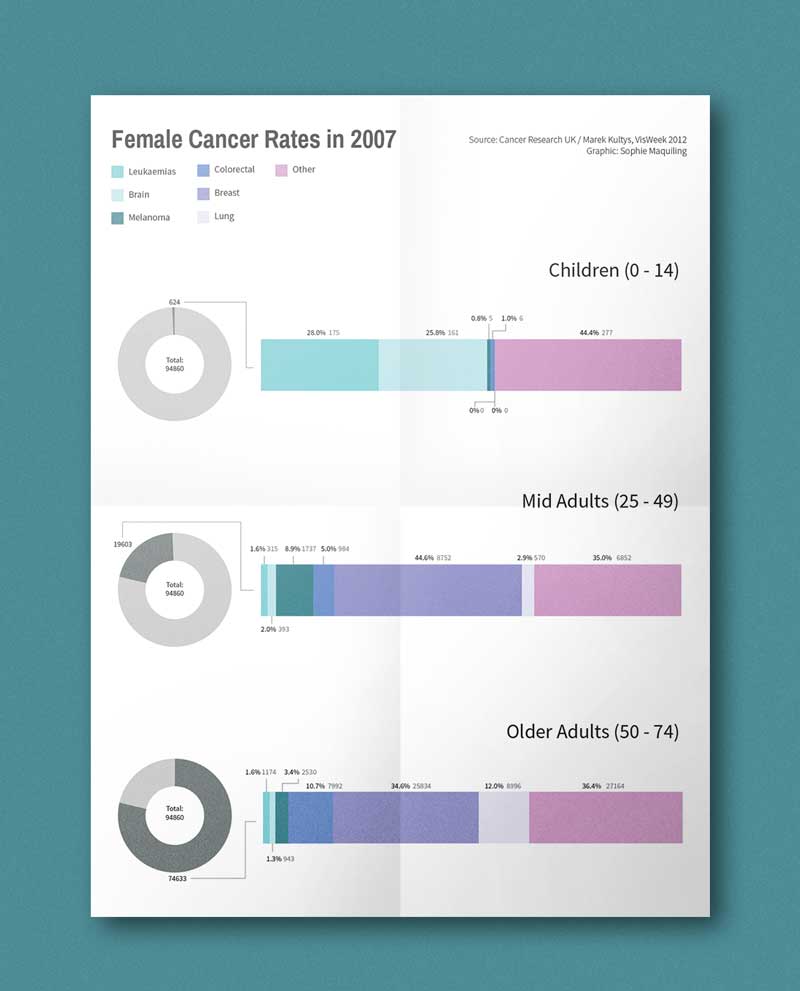 Female Cancer Rates in 2007
Source: Cancer Research UK / Marek Kultys, VisWeek 2012
Graphic: Sophie Maquiling
Leukaemias
Colorectal
Other
Brain
Breast
Melanoma
Lung
Children (0 - 14)
624
Total:
94860
0.8% 5
1.0% 6
28.0% 175
25.8% 161
44.4% 277
0% 0
0% 0
Mid Adults (25 - 49)
19603
Total:
94860
1.6% 315
8.9% 1737
5.0% 984
44.6% 8752
2.9% 570
35.0% 6852
2.0% 393
Older Adults (50 - 74)
Total:
94860
1.6% 1174
3.4% 2530
10.7% 7992
34.6% 25834
12.0% 8996
36.4% 27164
1.3% 943
74633